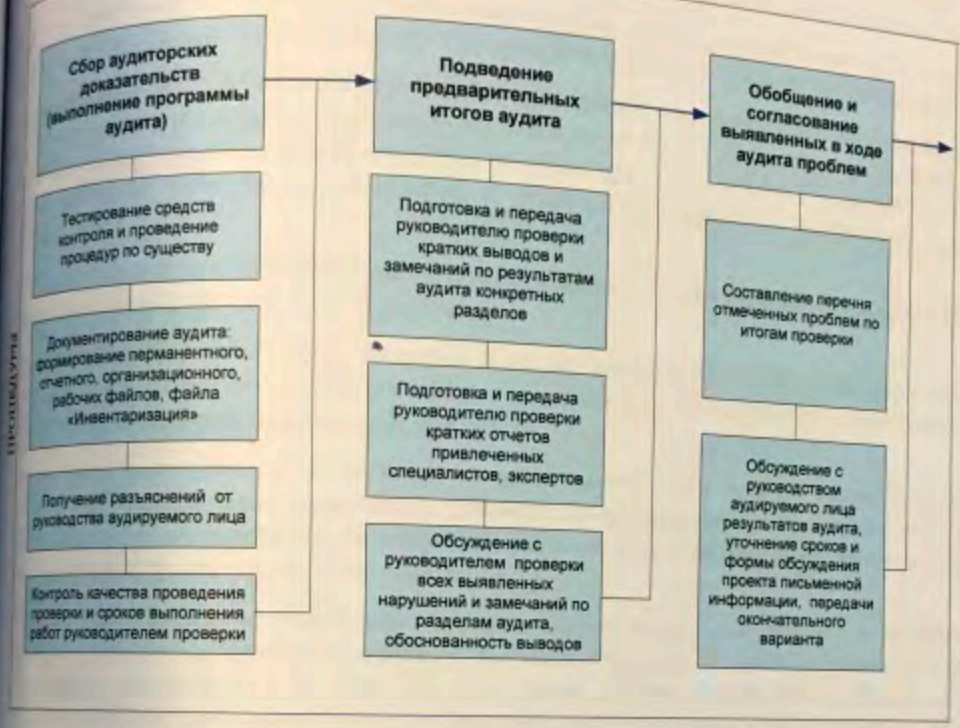 Сбор аудиторских
доказательств
(выполнение программы
аудита)
Тестирование средств
контроля и проведение
процедур по существу
Документирование аудита:
формирование перманентного,
отчетного, организационного,
рабочих файлов, файла
«Инвентаризация»
Получение разъяснений от
руководства аудируемого лица
Контроль качества проведения
проверки и сроков выполнения
работ руководителем проверки
Подведение
предварительных
итогов аудита
Подготовка и передача
руководителю проверки
кратких выводов и
замечаний по результатам
аудита конкретных
разделов
Подготовка и передача
руководителю проверки
кратких отчетов
привлеченных
специалистов, экспертов
Обсуждение с
руководителем проверки
всех выявленных
нарушений и замечаний по
разделам аудита,
обоснованность выводов
Обобщение и
согласование
выявленных в ходе
аудита проблем
Составление перечня
отмеченных проблем по
итогам проверки
Обсуждение с
руководством
аудируемого лица
результатов аудита,
уточнение сроков и
формы обсуждения
проекта письменной
информации, передачи
окончательного
варианта